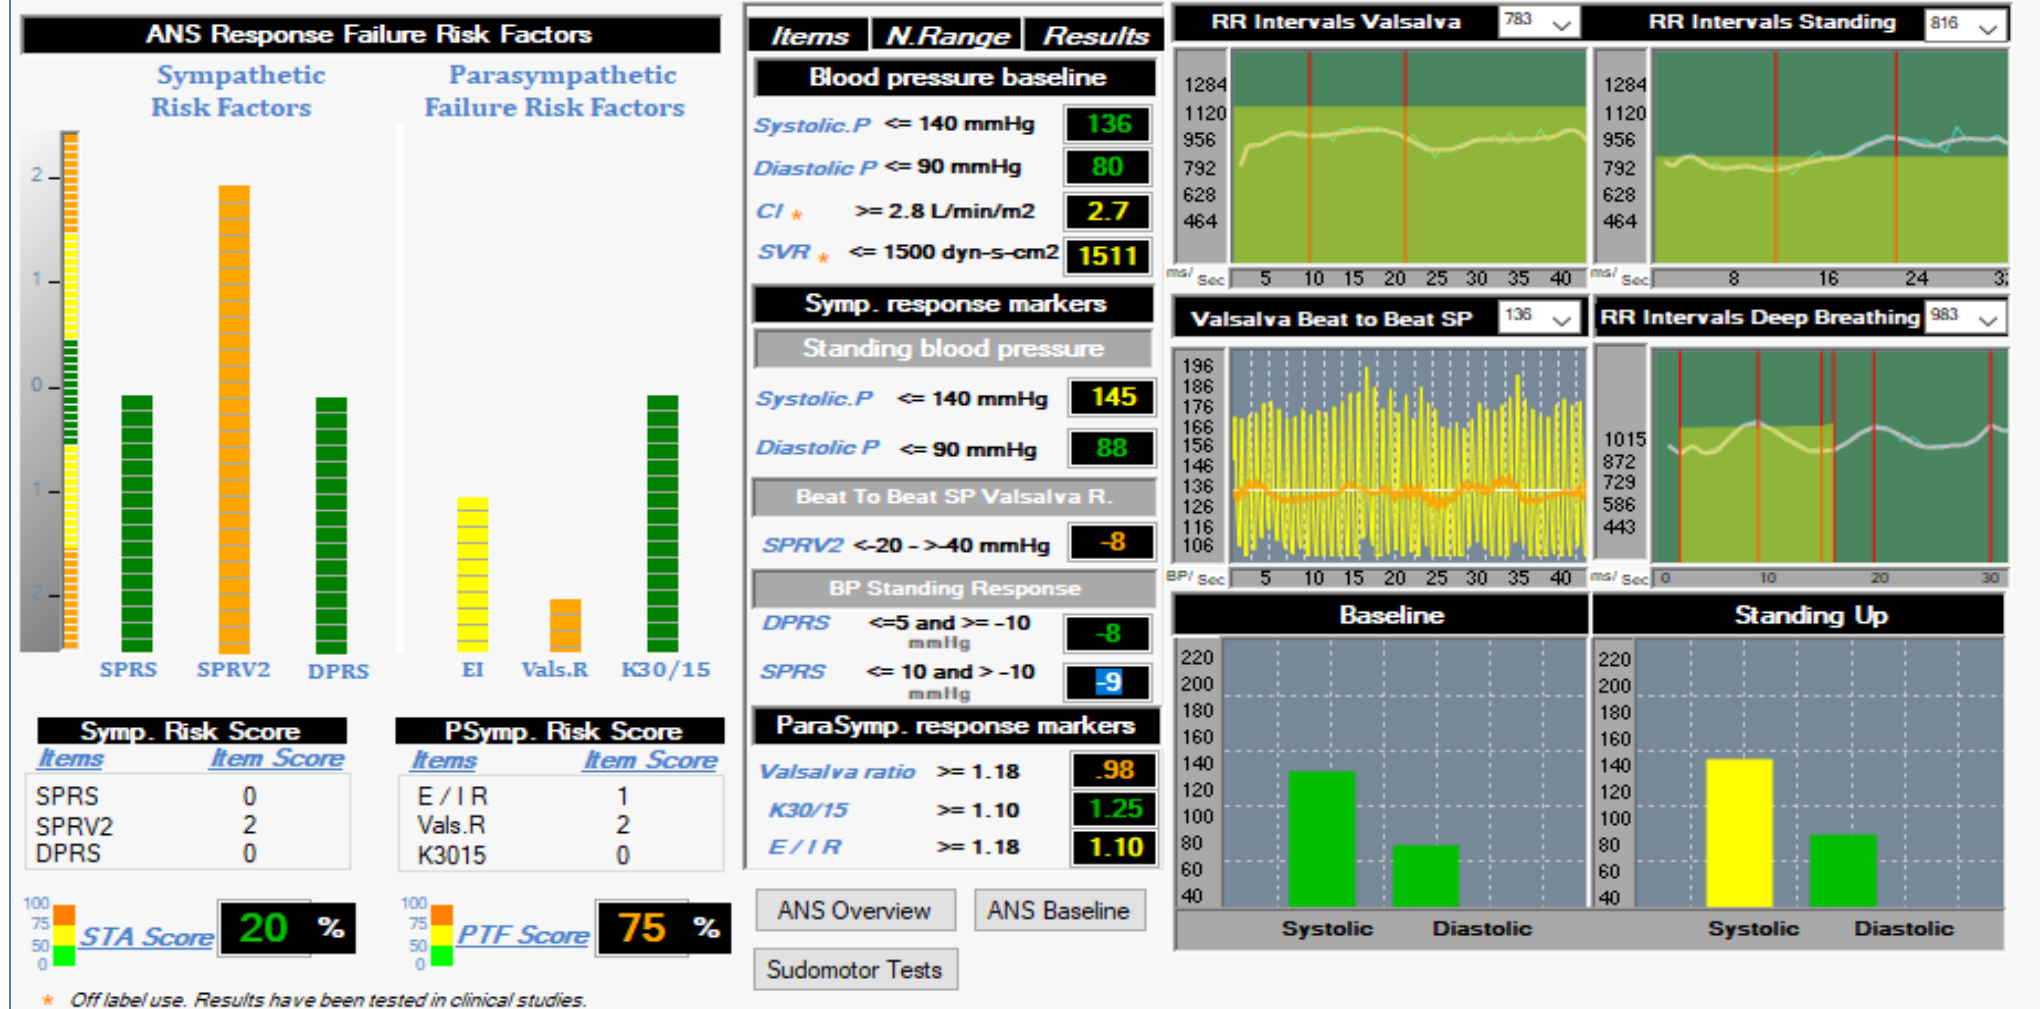 ANS Response Failure Risk Factors
Sympathetic
Risk Factors
Parasympathetic
Failure Risk Factors
2
1
0
1
2
SPRS SPRV2 DPRS
EI Vals.R K30/15
Symp. Risk Score
Items Item Score
SPRS 0
SPRV2 2
DPRS 0
PSymp. Risk Score
Items Item Score
E / I R 1
Vals.R 2
K3015 0
100
75
50
0
STA Score 20 %
100
75
50
0
PTF Score 75 %
* Off label use. Results have been tested in clinical studies.
Items N.Range Results
Blood pressure baseline
Systolic.P <= 140 mmHg 136
Diastolic P <= 90 mmHg 80
CI * >= 2.8 L/min/m2 2.7
SVR * <= 1500 dyn-s-cm2 1511
Symp. response markers
Standing blood pressure
Systolic.P <= 140 mmHg 145
Diastolic P <= 90 mmHg 88
Beat To Beat SP Valsalva R.
SPRV2 <-20 - >-40 mmHg -8
BP Standing Response
DPRS <=5 and >= -10 mmHg -8
SPRS <= 10 and > -10 mmHg -9
ParaSymp. response markers
Valsalva ratio >= 1.18 .98
K30/15 >= 1.10 1.25
E / I R >= 1.18 1.10
ANS Overview ANS Baseline
Sudomotor Tests
RR Intervals Valsalva 783
1284
1120
956
792
628
464
ms/ Sec 5 10 15 20 25 30 35 40
RR Intervals Standing 816
1284
1120
956
792
628
464
ms/ Sec 8 16 24
Valsalva Beat to Beat SP 136
196
186
176
166
156
146
136
126
116
106
BP/ Sec 5 10 15 20 25 30 35 40
RR Intervals Deep Breathing 983
1015
872
729
586
443
ms/ Sec 0 10 20 30
Baseline
220
200
180
160
140
120
100
80
60
40
Systolic Diastolic
Standing Up
220
200
180
160
140
120
100
80
60
40
Systolic Diastolic